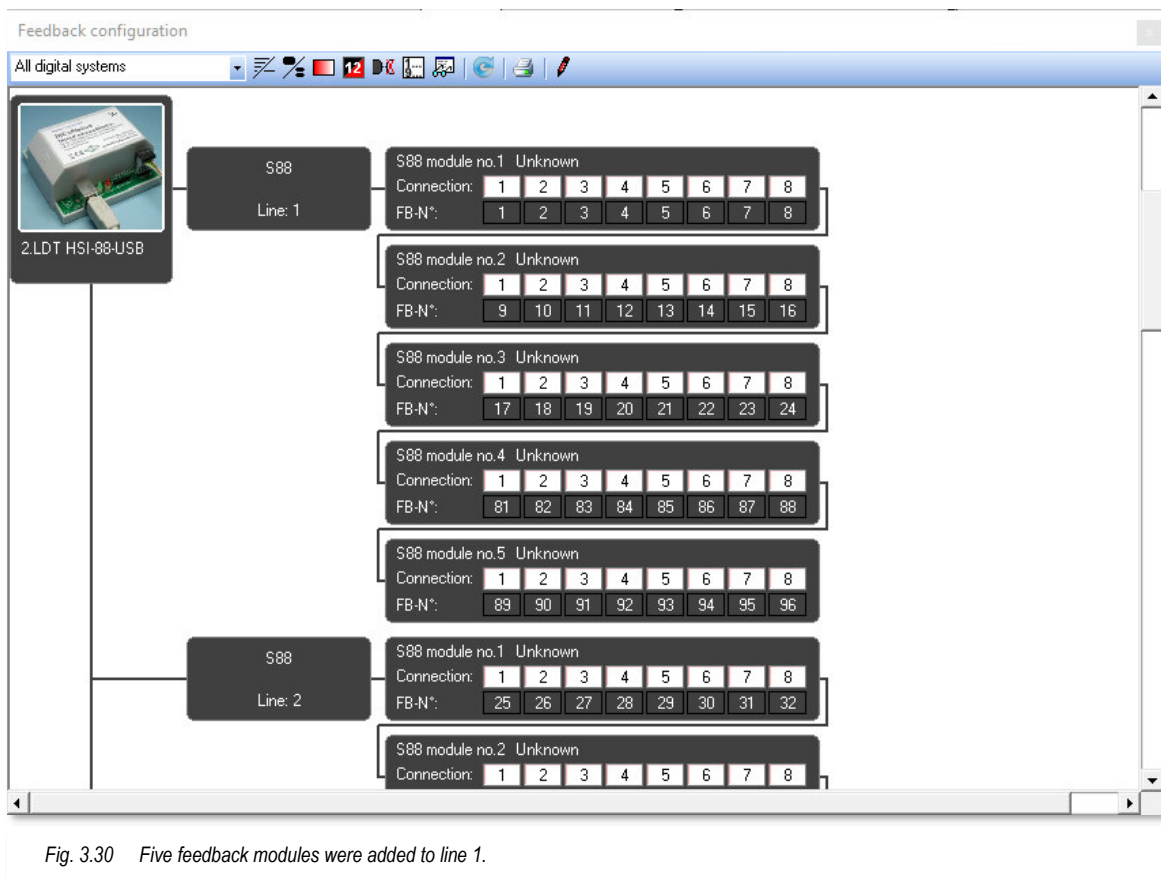 Feedback configuration
All digital systems
12
2.LDT HSI-88-USB
S88
Line: 1
S88 module no.1 Unknown
Connection: 1 2 3 4 5 6 7 8
FB-N°: 1 2 3 4 5 6 7 8
S88 module no.2 Unknown
Connection: 1 2 3 4 5 6 7 8
FB-N°: 9 10 11 12 13 14 15 16
S88 module no.3 Unknown
Connection: 1 2 3 4 5 6 7 8
FB-N°: 17 18 19 20 21 22 23 24
S88 module no.4 Unknown
Connection: 1 2 3 4 5 6 7 8
FB-N°: 81 82 83 84 85 86 87 88
S88 module no.5 Unknown
Connection: 1 2 3 4 5 6 7 8
FB-N°: 89 90 91 92 93 94 95 96
S88
Line: 2
S88 module no.1 Unknown
Connection: 1 2 3 4 5 6 7 8
FB-N°: 25 26 27 28 29 30 31 32
S88 module no.2 Unknown
Connection: 1 2 3 4 5 6 7 8
Fig. 3.30 Five feedback modules were added to line 1.